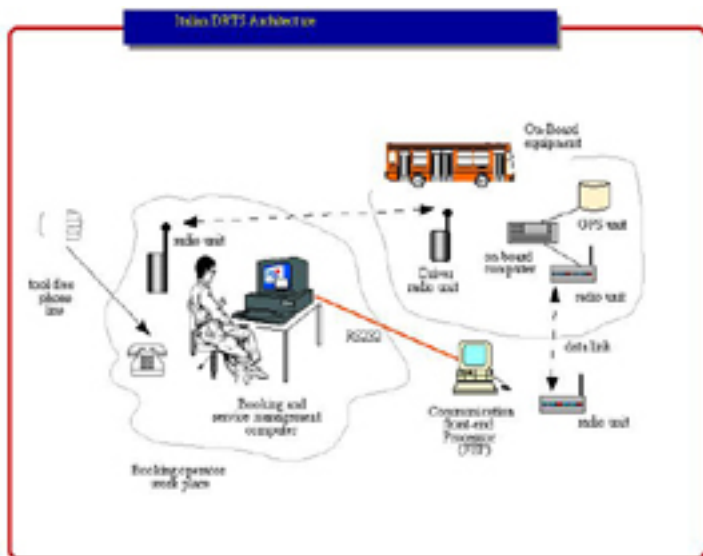 Italian DRTS Architecture
On-Board
equipment
radio unit
GPS unit
on-board
computer
Driver
radio unit
radio unit
tool free
phone
line
RS232
data link
Booking and
service management
computer
Communication
front-end
Processor
radio unit
Booking operator
work place